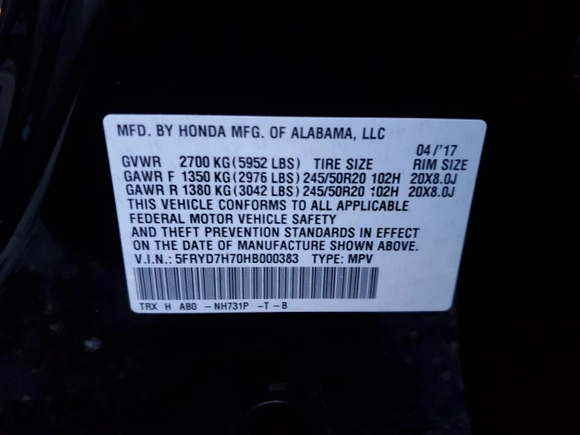 MFD. BY HONDA MFG. OF ALABAMA, LLC
04/'17
GVWR 2700 KG(5952 LBS) TIRE SIZE RIM SIZE
GAWR F 1350 KG(2976 LBS)245/50R20 102H 20X8.0J
GAWR R 1380 KG(3042 LBS)245/50R20 102H 20X8.0J
THIS VEHICLE CONFORMS TO ALL APPLICABLE
FEDERAL MOTOR VEHICLE SAFETY
AND THEFT PREVENTION STANDARDS IN EFFECT
ON THE DATE OF MANUFACTURE SHOWN ABOVE.
V.I.N.: 5FRYD7H70HB000383 TYPE: MPV
TRX H AB0 -NH731P -T-B